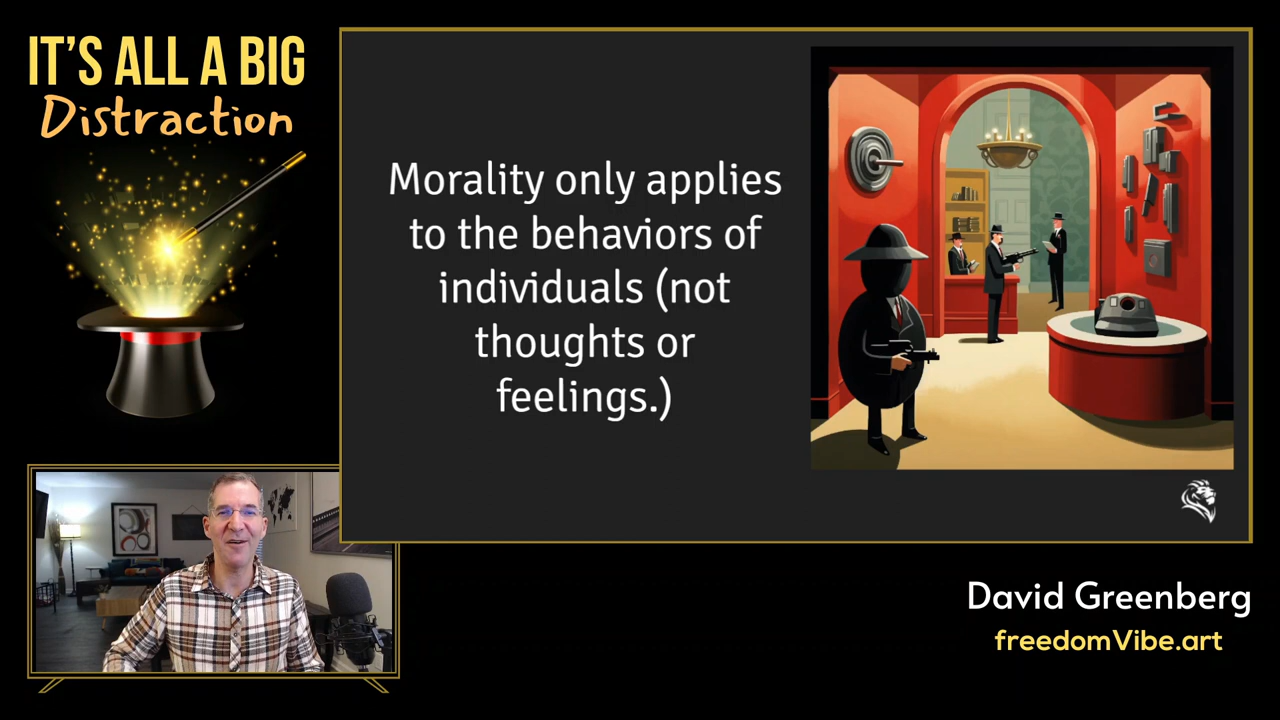 IT'S ALL A BIG
Distraction
Morality only applies
to the behaviors of
individuals (not
thoughts or
feelings.)
David Greenberg
freedomVibe.art